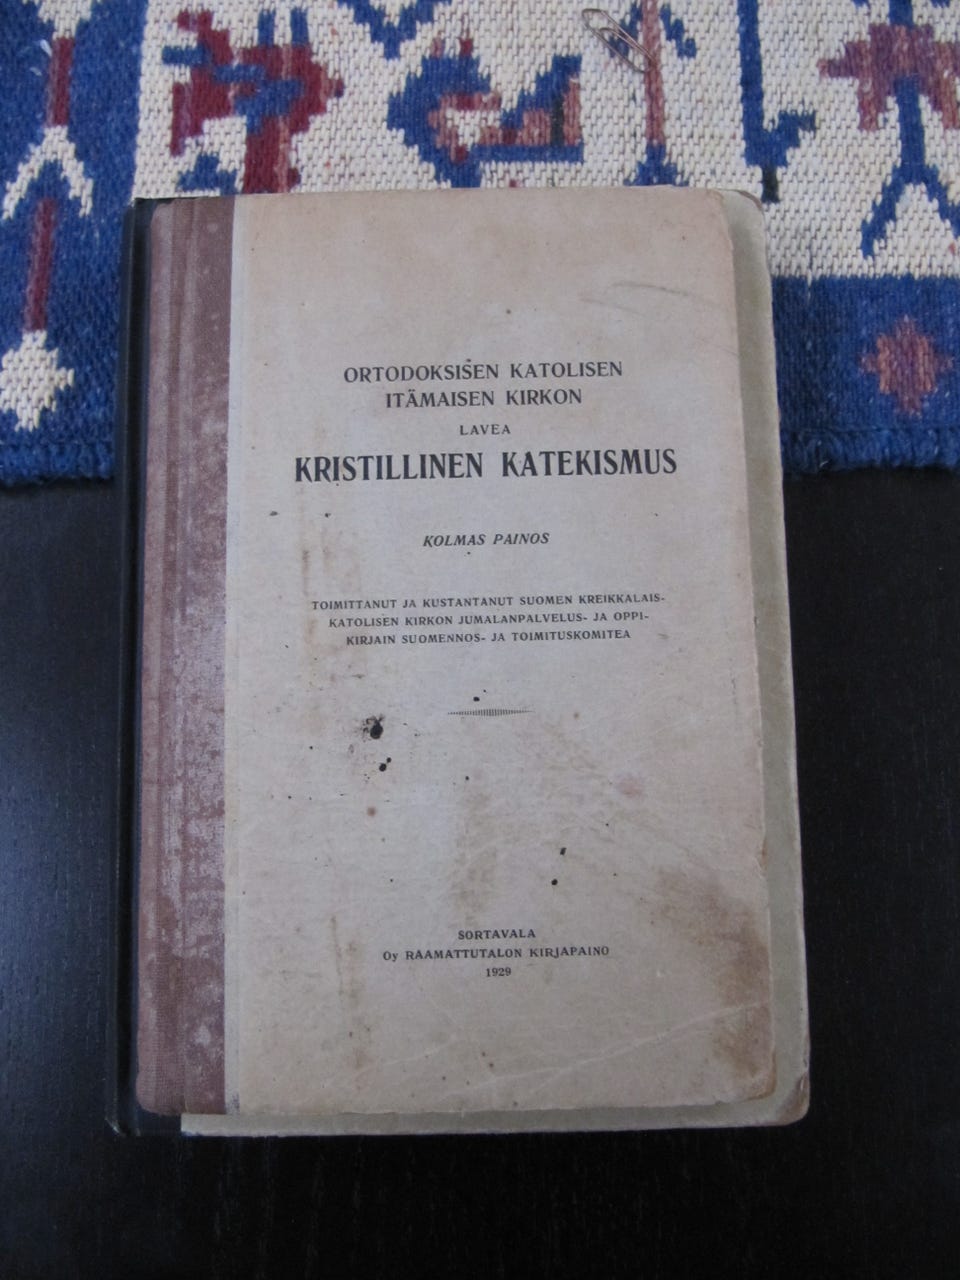 ORTODOKSISEN KATOLISEN
ITÄMAISEN KIRKON
LAVEA
KRISTILLINEN KATEKISMUS
KOLMAS PAINOS
TOIMITTANUT JA KUSTANTANUT SUOMEN KREIKKALAIS-
KATOLISEN KIRKON JUMALANPALVELUS- JA OPPI-
KIRJAIN SUOMENNOS- JA TOIMITUSKOMITEA
SORTAVALA
Oy RAAMATTUTALON KIRJAPAINO
1929